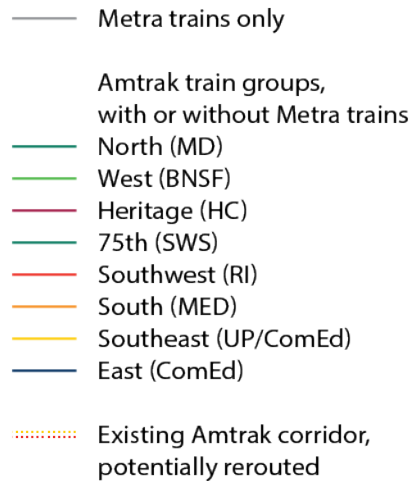 Metra trains only
Amtrak train groups,
with or without Metra trains
North (MD)
West (BNSF)
Heritage (HC)
75th (SWS)
Southwest (RI)
South (MED)
Southeast (UP/ComEd)
East (ComEd)
Existing Amtrak corridor,
potentially rerouted